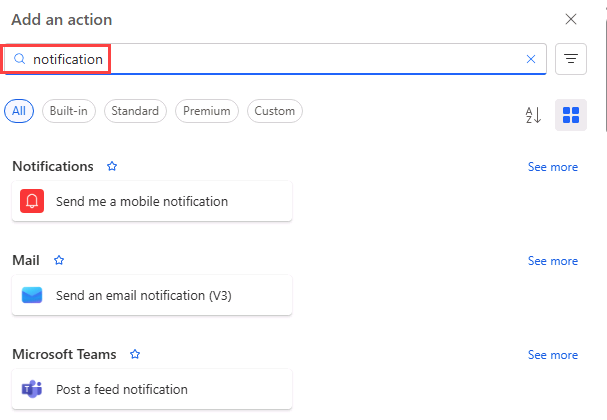 Add an action
notification
All Built-in Standard Premium Custom
Notifications See more
Send me a mobile notification
Mail See more
Send an email notification (V3)
Microsoft Teams See more
Post a feed notification